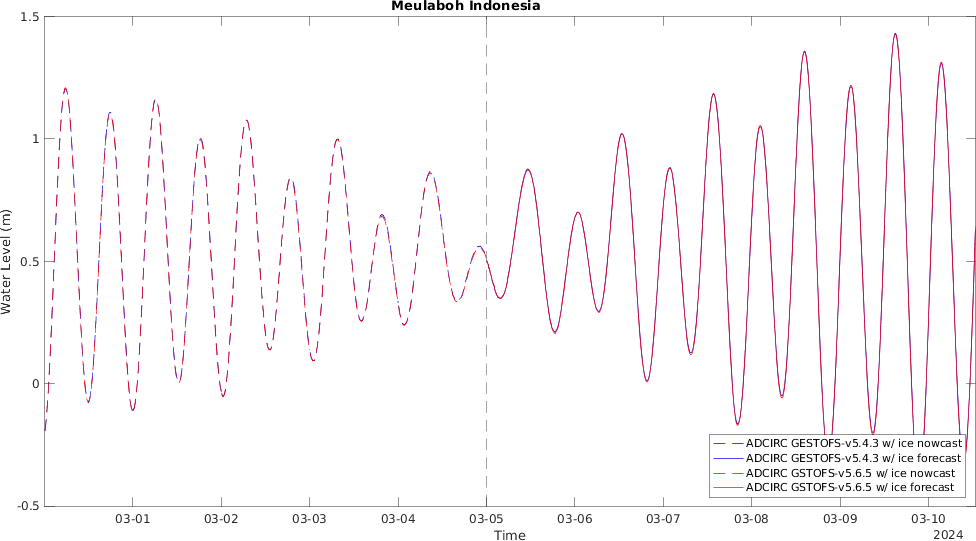 Meulaboh Indonesia
1.5
1
0.5
0
-0.5
Water Level (m)
ADCIRC GESTOFS-v5.4.3 w/ ice nowcast
ADCIRC GESTOFS-v5.4.3 w/ ice forecast
ADCIRC GSTOFS-v5.6.5 w/ ice nowcast
ADCIRC GSTOFS-v5.6.5 w/ ice forecast
03-01 03-02 03-03 03-04 03-05 03-06 03-07 03-08 03-09 03-10
Time
2024